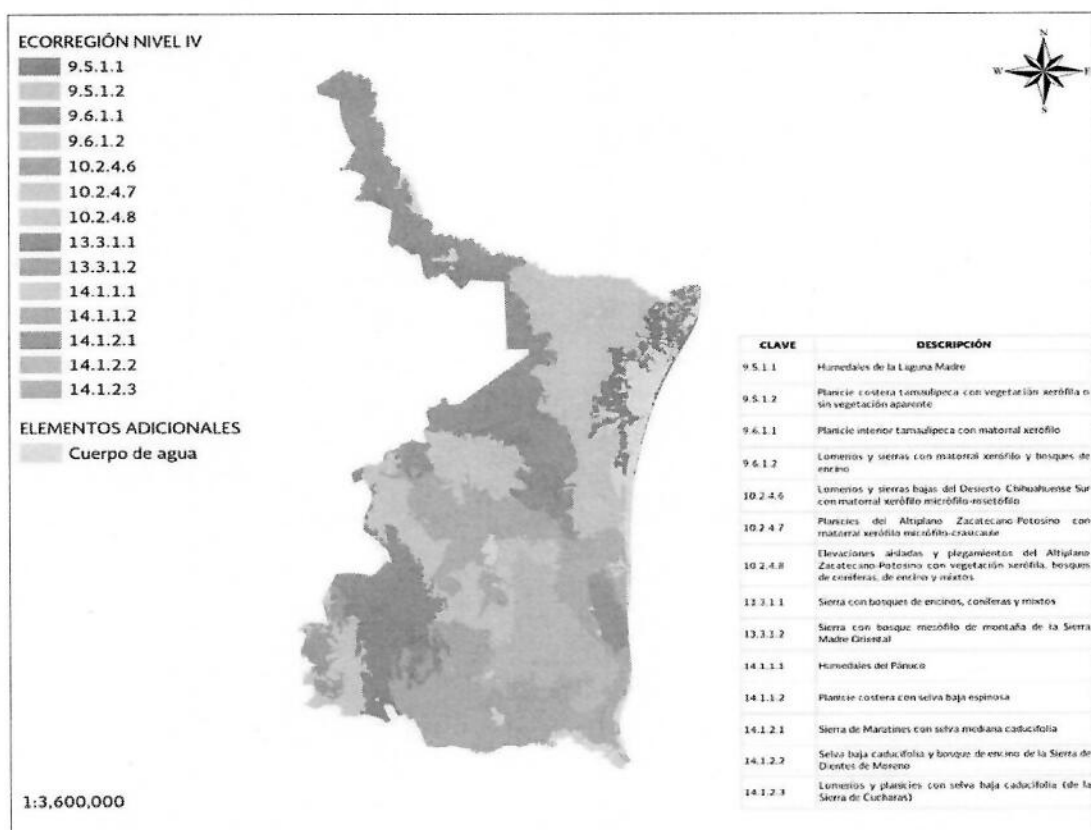 ECORREGIÓN NIVEL IV
9.5.1.1
9.5.1.2
9.6.1.1
9.6.1.2
10.2.4.6
10.2.4.7
10.2.4.8
13.3.1.1
13.3.1.2
14.1.1.1
14.1.1.2
14.1.2.1
14.1.2.2
14.1.2.3
ELEMENTOS ADICIONALES
Cuerpo de agua
1:3,600,000
N
W E
S
CLAVE DESCRIPCIÓN
9.5.1.1 Humedales de la Laguna Madre
9.5.1.2 Planicie costera tamaulipeca con vegetación xerófila o
sin vegetación aparente
9.6.1.1 Planicie interior tamaulipeca con matorral xerófilo
9.6.1.2 Lomeríos y sierras con matorral xerófilo y bosques de
encino
10.2.4.6 Lomeríos y sierras bajas del Desierto Chihuahuense Sur
con matorral xerófilo micrófilo-rosetófilo
10.2.4.7 Planicies del Altiplano Zacatecano-Potosino con
matorral xerófilo micrófilo-crasicaule
10.2.4.8 Elevaciones aisladas y plegamientos del Altiplano
Zacatecano-Potosino con vegetación xerófila, bosques
de coníferas, de encino y mixtos
13.3.1.1 Sierra con bosques de encinos, coníferas y mixtos
13.3.1.2 Sierra con bosque mesófilo de montaña de la Sierra
Madre Oriental
14.1.1.1 Humedales del Pánuco
14.1.1.2 Planicie costera con selva baja espinosa
14.1.2.1 Sierra de Maratines con selva mediana caducifolia
14.1.2.2 Selva baja caducifolia y bosque de encino de la Sierra de
Dientes de Moreno
14.1.2.3 Lomeríos y planicies con selva baja caducifolia (de la
Sierra de Cucharas)